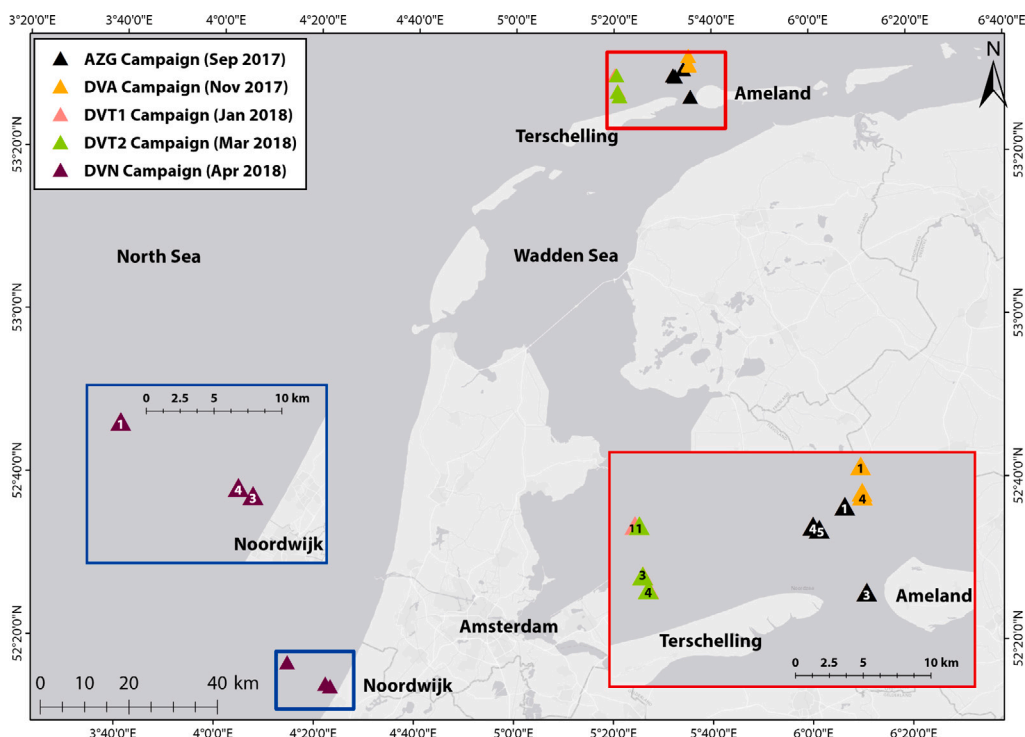 3°20'0"E 3°40'0"E 4°0'0"E 4°20'0"E 4°40'0"E 5°0'0"E 5°20'0"E 5°40'0"E 6°0'0"E 6°20'0"E 6°40'0"E
AZG Campaign (Sep 2017)
DVA Campaign (Nov 2017)
DVT1 Campaign (Jan 2018)
DVT2 Campaign (Mar 2018)
DVN Campaign (Apr 2018)
N
Ameland
Terschelling
53°20'0"N
53°20'0"N
North Sea
Wadden Sea
53°0'0"N
53°0'0"N
0 2.5 5 10 km
1
4
3
Noordwijk
52°40'0"N
52°40'0"N
1
4
1
4
5
11
3
4
3
Ameland
Terschelling
0 2.5 5 10 km
Amsterdam
52°20'0"N
52°20'0"N
Noordwijk
0 10 20 40 km
3°40'0"E 4°0'0"E 4°20'0"E 4°40'0"E 5°0'0"E 5°20'0"E 5°40'0"E 6°0'0"E 6°20'0"E